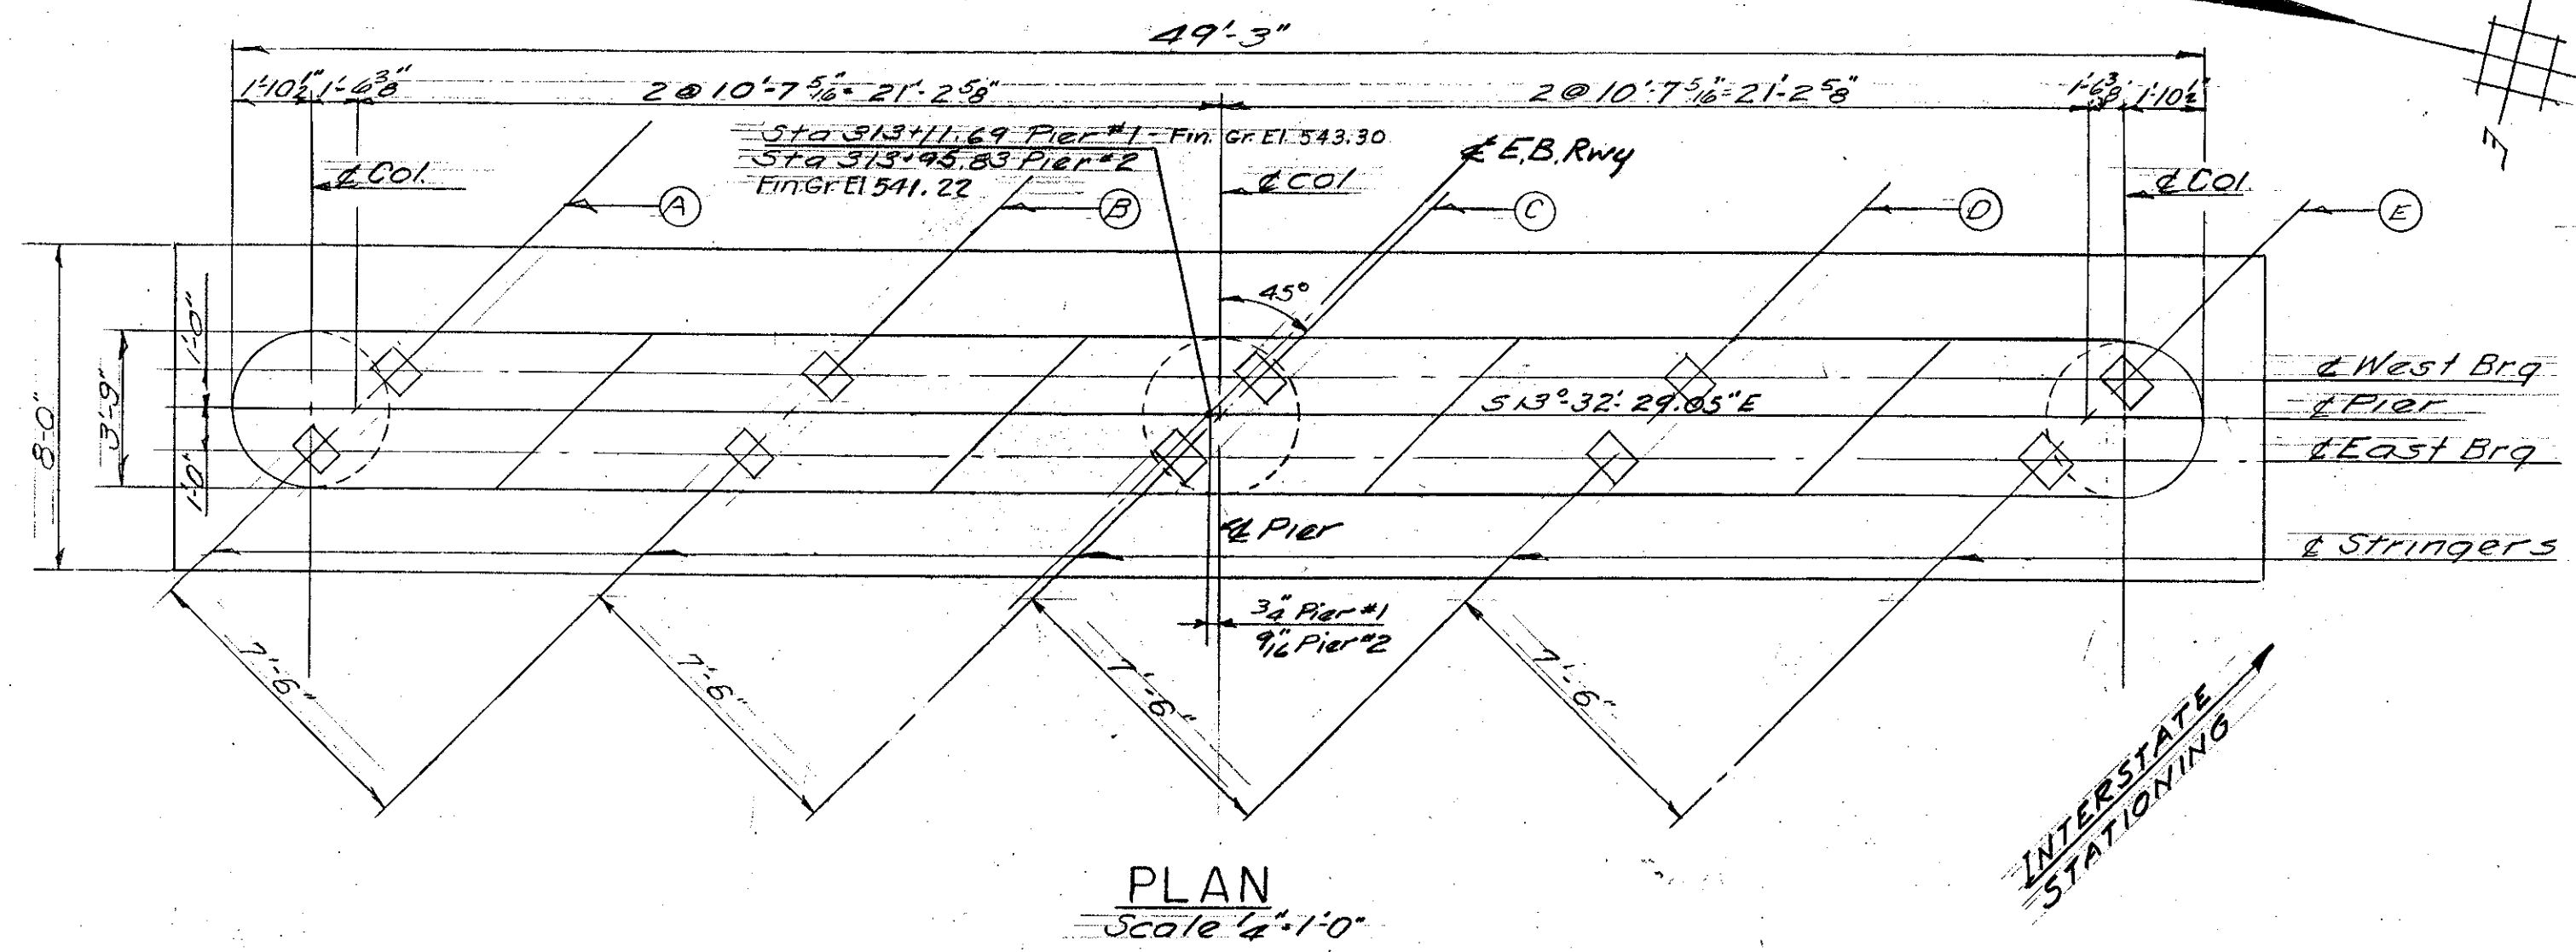 49'-3"
1'-10½" 1'-6⅜" 2 @ 10'-7 5/16" = 21'-2⅝" 2 @ 10'-7 5/16" = 21'-2⅝" 1'-6⅜" 1'-10½"
Sta 313+11.69 Pier #1 - Fin. Gr. El 543.30
Sta 313+95.83 Pier #2
Fin. Gr El 541.22
℄ Col.
℄ Col
℄ E.B. Rwy
℄ Col.
A
B
C
D
E
45°
8'-0"
3'-9"
1'-0"
1'-0"
S 13°-32'-29.05" E
℄ West Brg
℄ Pier
℄ East Brg
℄ Stringers
℄ Pier
¾" Pier #1
9/16" Pier #2
7'-6"
7'-6"
7'-6"
7'-6"
INTERSTATE
STATIONING
PLAN
Scale ¼"=1'-0"